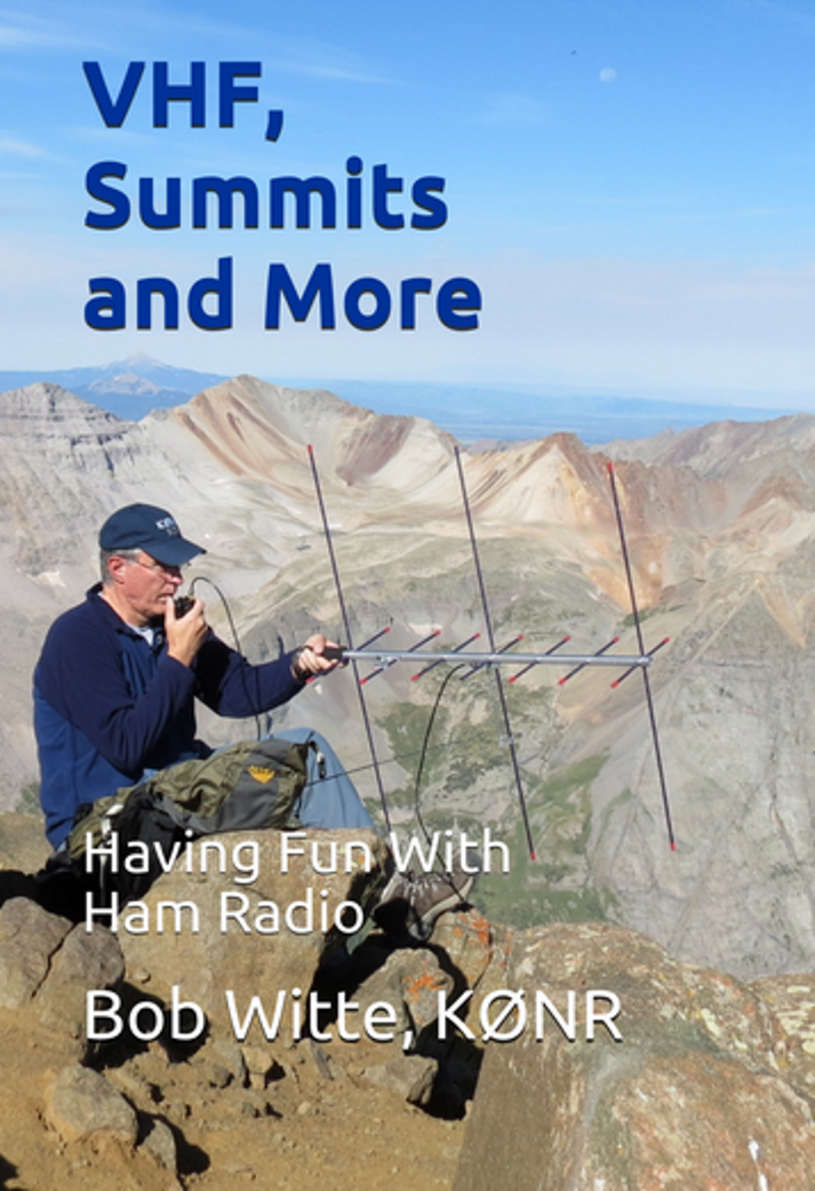 VHF,
Summits
and More
Having Fun With
Ham Radio
Bob Witte, KØNR